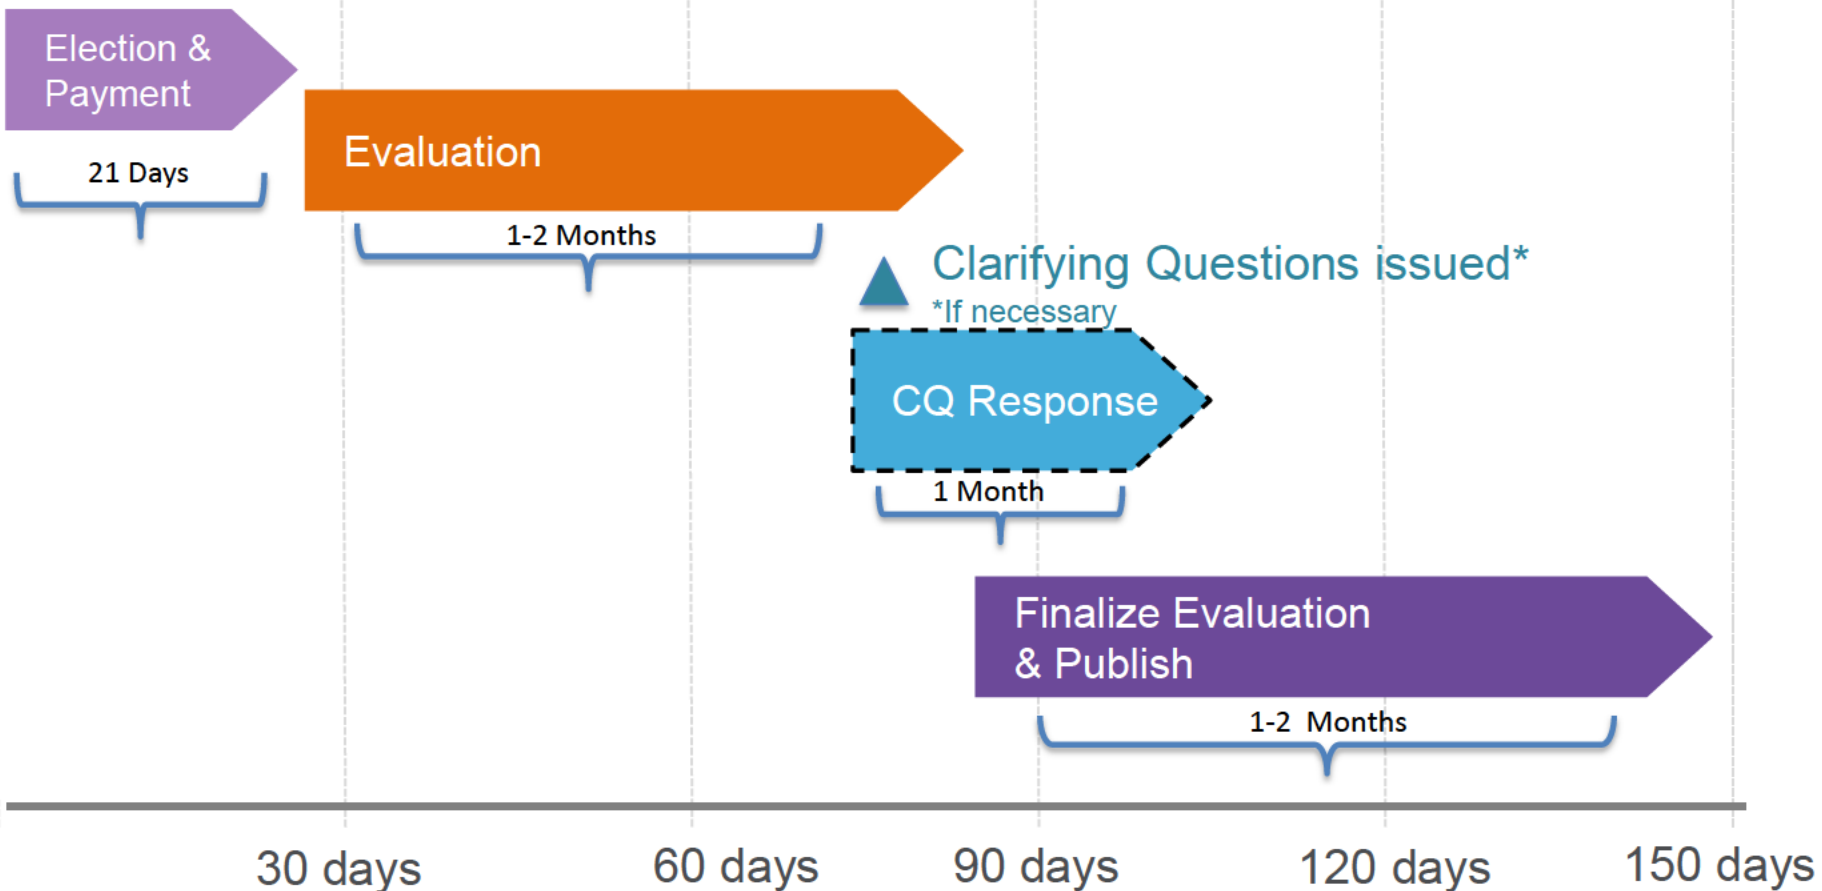 Election &
Payment
21 Days
Evaluation
1-2 Months
Clarifying Questions issued*
*If necessary
CQ Response
1 Month
Finalize Evaluation
& Publish
1-2  Months
30 days
60 days
90 days
120 days
150 days